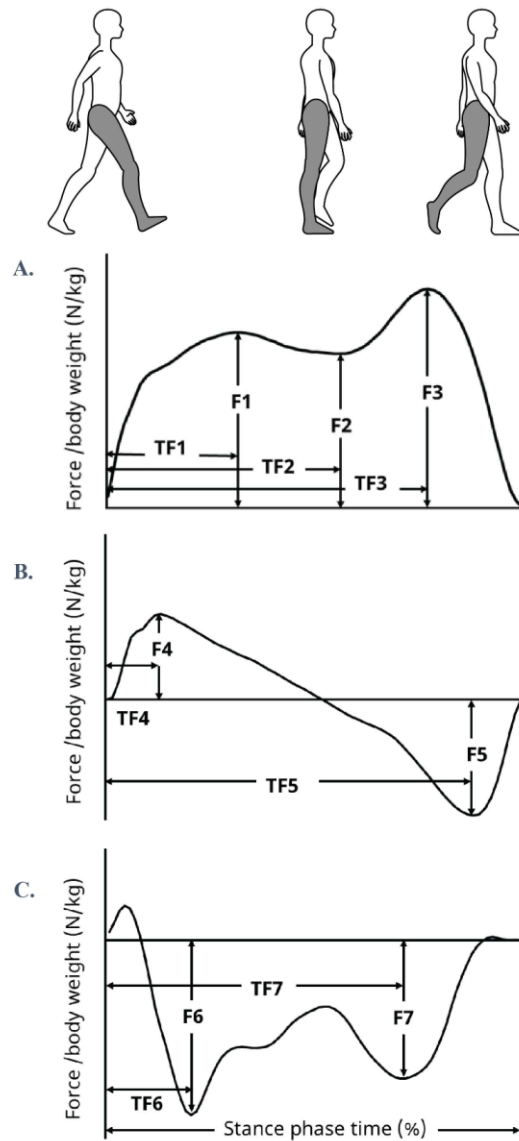 A.
Force /body weight (N/kg)
F1
F2
F3
TF1
TF2
TF3
B.
Force /body weight (N/kg)
F4
TF4
F5
TF5
C.
Force /body weight (N/kg)
TF7
F6
F7
TF6
Stance phase time (%)